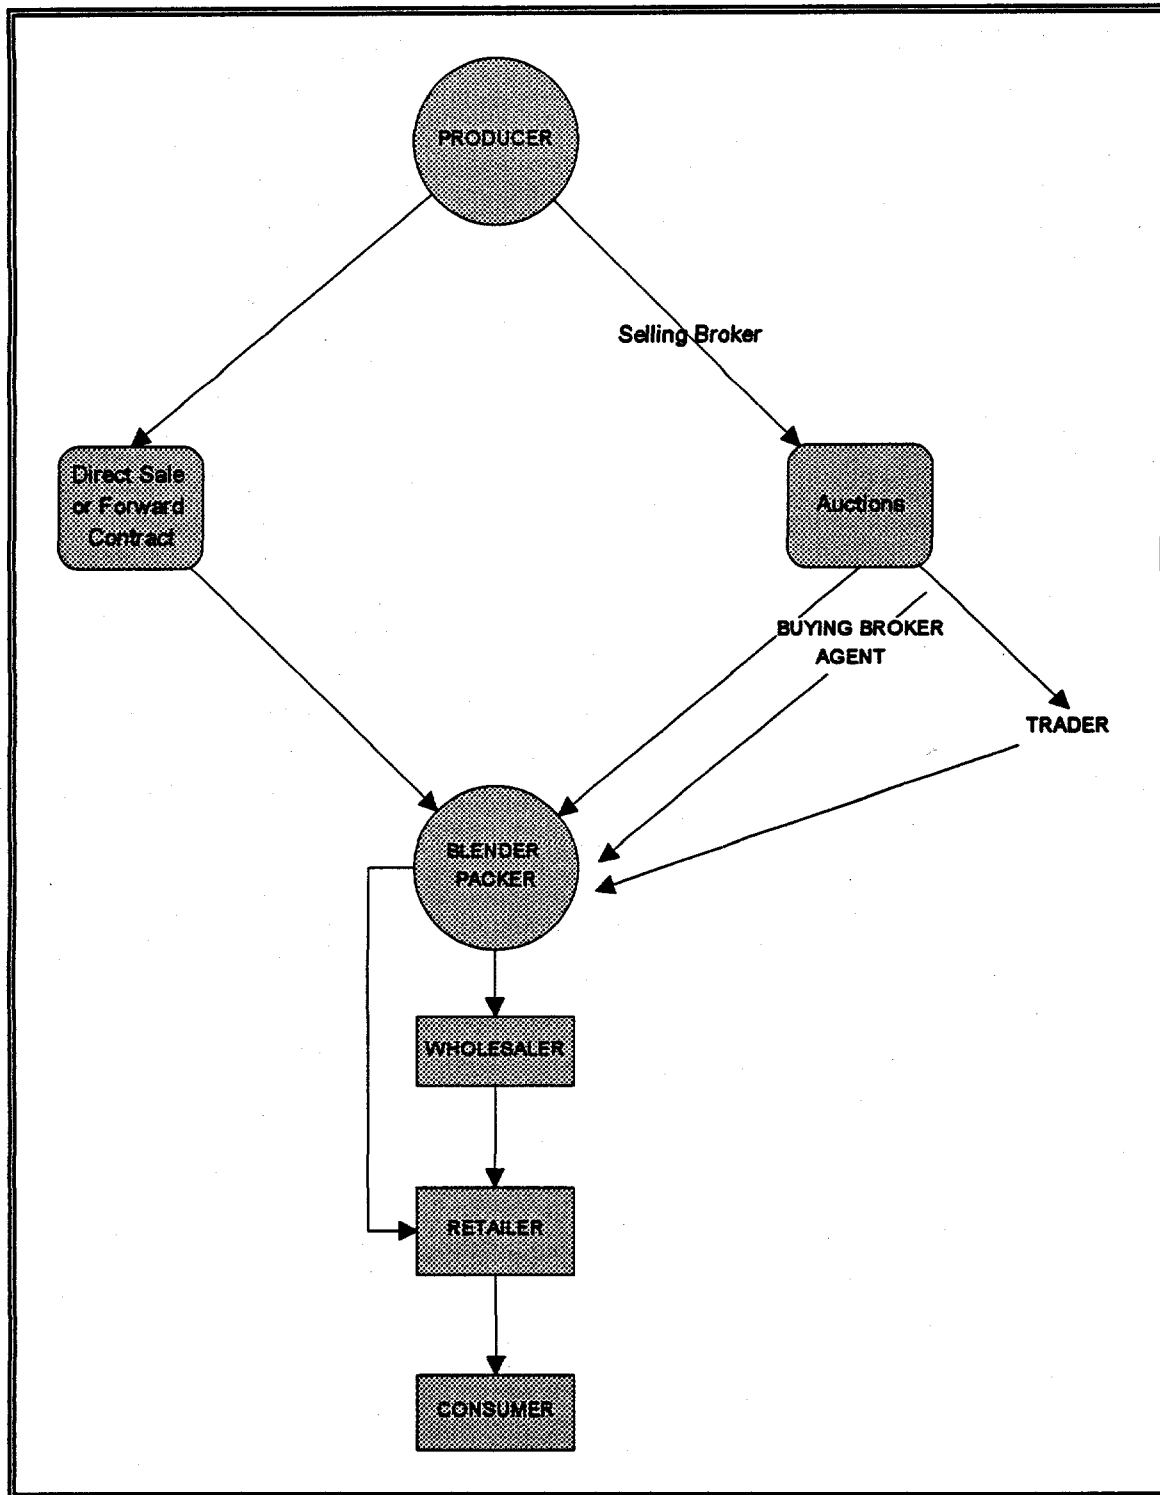 PRODUCER
Selling Broker
Direct Sale
or Forward
Contract
Auctions
BUYING BROKER
AGENT
TRADER
BLENDER
PACKER
WHOLESALER
RETAILER
CONSUMER